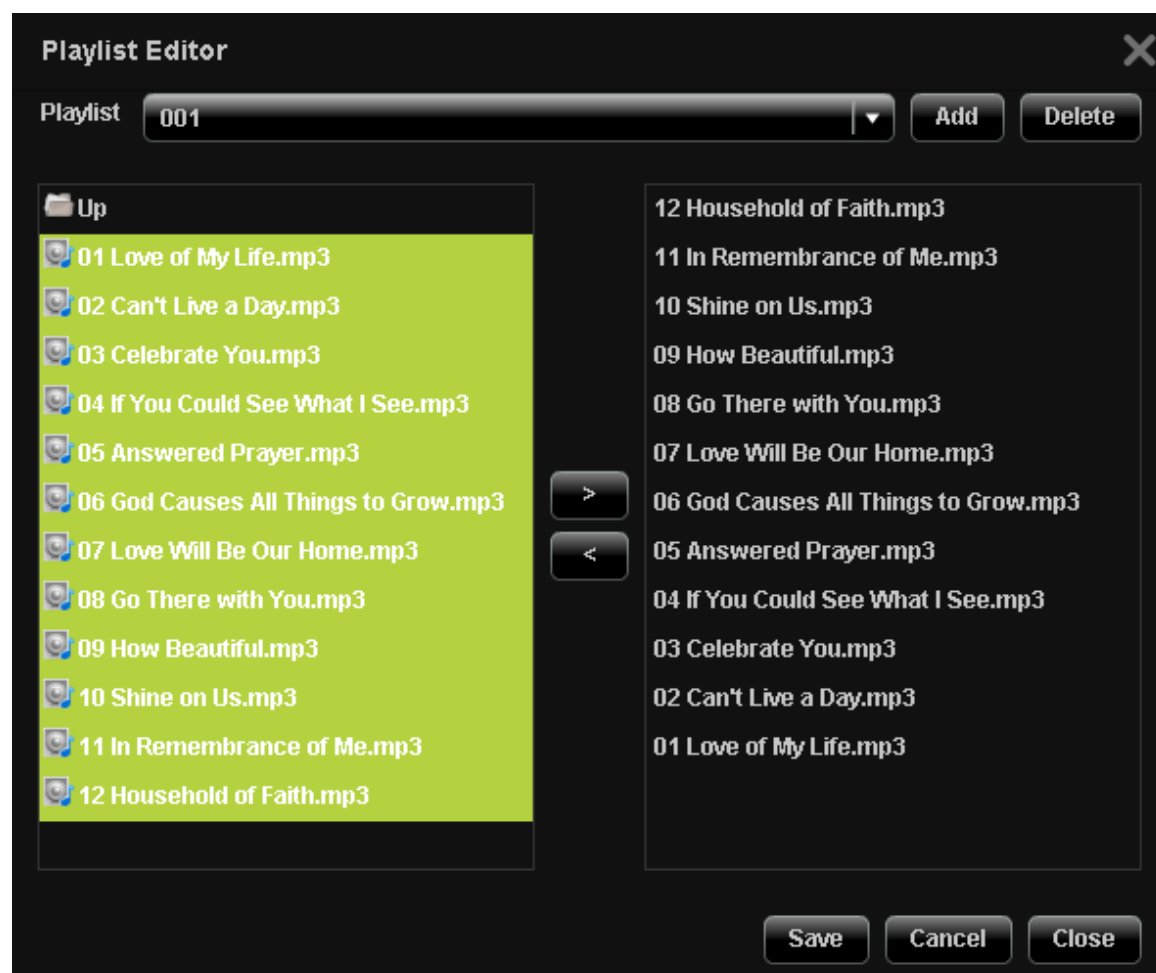 Playlist Editor
Playlist
001
Add
Delete
Up
01 Love of My Life.mp3
02 Can't Live a Day.mp3
03 Celebrate You.mp3
04 If You Could See What I See.mp3
05 Answered Prayer.mp3
06 God Causes All Things to Grow.mp3
07 Love Will Be Our Home.mp3
08 Go There with You.mp3
09 How Beautiful.mp3
10 Shine on Us.mp3
11 In Remembrance of Me.mp3
12 Household of Faith.mp3
>
<
12 Household of Faith.mp3
11 In Remembrance of Me.mp3
10 Shine on Us.mp3
09 How Beautiful.mp3
08 Go There with You.mp3
07 Love Will Be Our Home.mp3
06 God Causes All Things to Grow.mp3
05 Answered Prayer.mp3
04 If You Could See What I See.mp3
03 Celebrate You.mp3
02 Can't Live a Day.mp3
01 Love of My Life.mp3
Save
Cancel
Close